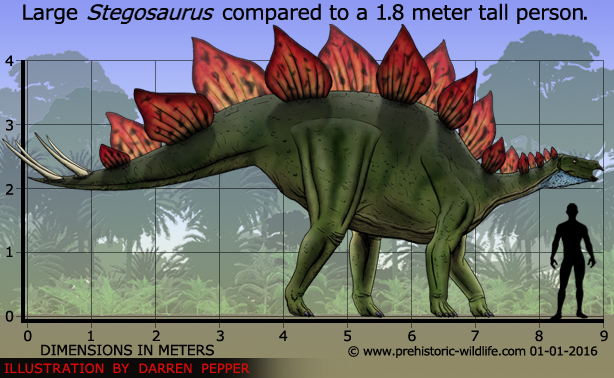 Large Stegosaurus compared to a 1.8 meter tall person.
4
3
2
1
0
0 1 2 3 4 5 6 7 8 9
DIMENSIONS IN METERS
© www.prehistoric-wildlife.com 01-01-2016
ILLUSTRATION BY DARREN PEPPER